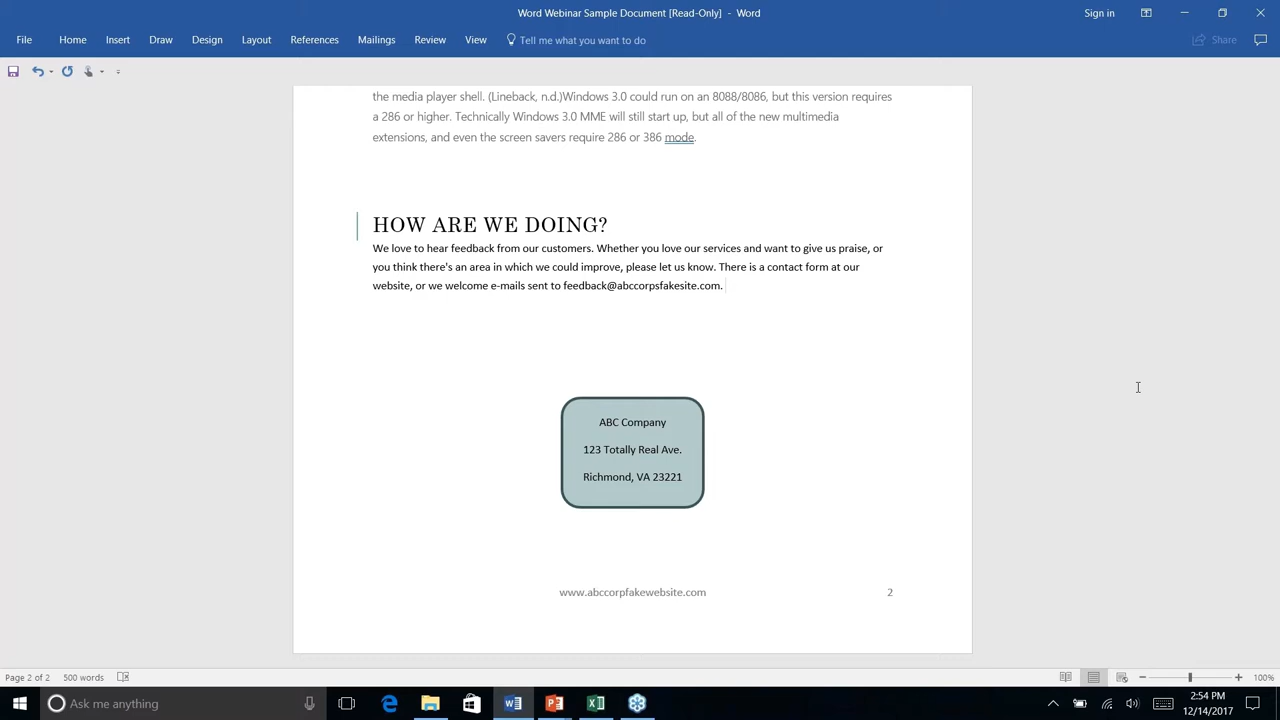 Word Webinar Sample Document [Read-Only] - Word
Sign in
File Home Insert Draw Design Layout References Mailings Review View Tell me what you want to do Share
the media player shell. (Lineback, n.d.)Windows 3.0 could run on an 8088/8086, but this version requires
a 286 or higher. Technically Windows 3.0 MME will still start up, but all of the new multimedia
extensions, and even the screen savers require 286 or 386 mode.
HOW ARE WE DOING?
We love to hear feedback from our customers. Whether you love our services and want to give us praise, or
you think there's an area in which we could improve, please let us know. There is a contact form at our
website, or we welcome e-mails sent to feedback@abccorpsfakesite.com.
ABC Company
123 Totally Real Ave.
Richmond, VA 23221
www.abccorpfakewebsite.com 2
Page 2 of 2 500 words 100%
Ask me anything
2:54 PM
12/14/2017